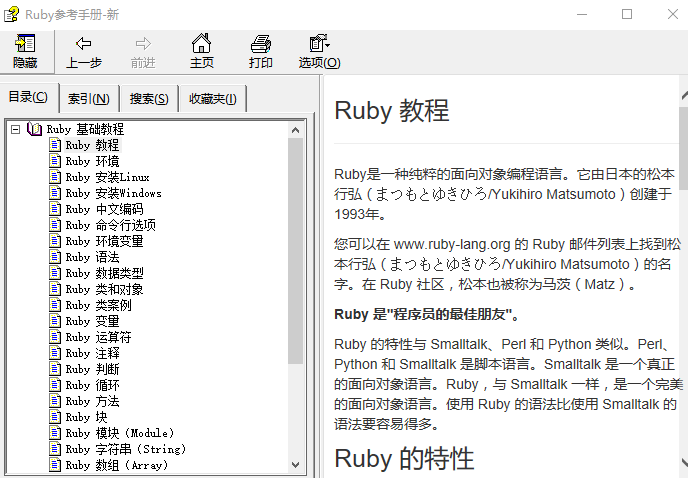 Ruby参考手册-新
隐藏 上一步 前进 主页 打印 选项(O)
目录(C) 索引(N) 搜索(S) 收藏夹(I)
Ruby 基础教程
Ruby 教程
Ruby 环境
Ruby 安装Linux
Ruby 安装Windows
Ruby 中文编码
Ruby 命令行选项
Ruby 环境变量
Ruby 语法
Ruby 数据类型
Ruby 类和对象
Ruby 类案例
Ruby 变量
Ruby 运算符
Ruby 注释
Ruby 判断
Ruby 循环
Ruby 方法
Ruby 块
Ruby 模块（Module）
Ruby 字符串（String）
Ruby 数组（Array）
Ruby 教程
Ruby是一种纯粹的面向对象编程语言。它由日本的松本
行弘（まつもとゆきひろ/Yukihiro Matsumoto）创建于
1993年。
您可以在 www.ruby-lang.org 的 Ruby 邮件列表上找到松
本行弘（まつもとゆきひろ/Yukihiro Matsumoto）的名
字。在 Ruby 社区，松本也被称为马茨（Matz）。
Ruby 是"程序员的最佳朋友"。
Ruby 的特性与 Smalltalk、Perl 和 Python 类似。Perl、
Python 和 Smalltalk 是脚本语言。Smalltalk 是一个真正
的面向对象语言。Ruby，与 Smalltalk 一样，是一个完美
的面向对象语言。使用 Ruby 的语法比使用 Smalltalk 的
语法要容易得多。
Ruby 的特性